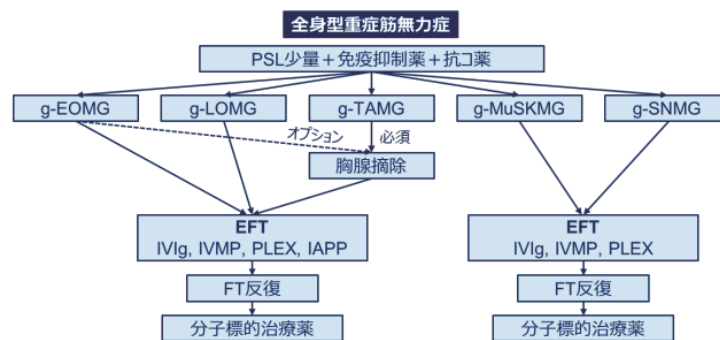 全身型重症筋無力症
PSL少量＋免疫抑制薬＋抗コ薬
g-EOMG
g-LOMG
g-TAMG
g-MuSKMG
g-SNMG
オプション
必須
胸腺摘除
EFT
IVIg, IVMP, PLEX, IAPP
EFT
IVIg, IVMP, PLEX
FT反復
FT反復
分子標的治療薬
分子標的治療薬